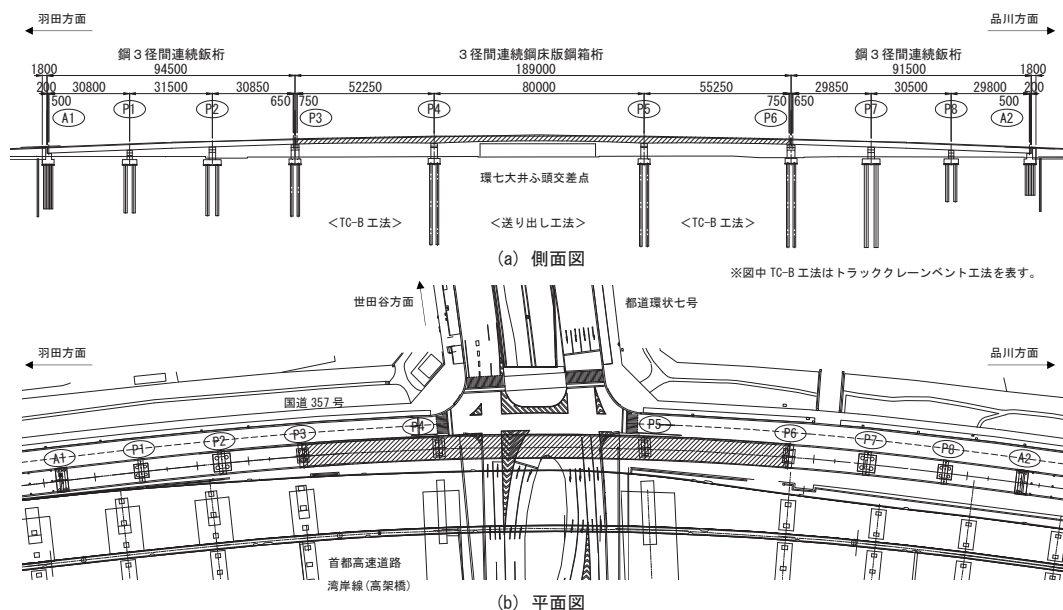 羽田方面
品川方面
鋼３径間連続鈑桁
３径間連続鋼床版鋼箱桁
鋼３径間連続鈑桁
1800
94500
189000
91500
1800
200
30800
31500
30850
52250
80000
55250
29850
30500
29800
200
500
650
750
750
650
500
A1
P1
P2
P3
P4
P5
P6
P7
P8
A2
環七大井ふ頭交差点
＜TC-B 工法＞
＜送り出し工法＞
＜TC-B 工法＞
(a) 側面図
※図中 TC-B 工法はトラッククレーンベント工法を表す。
世田谷方面
都道環状七号
羽田方面
品川方面
国道 357 号
A1
P1
P2
P3
P4
P5
P6
P7
P8
A2
首都高速道路
湾岸線(高架橋)
(b) 平面図